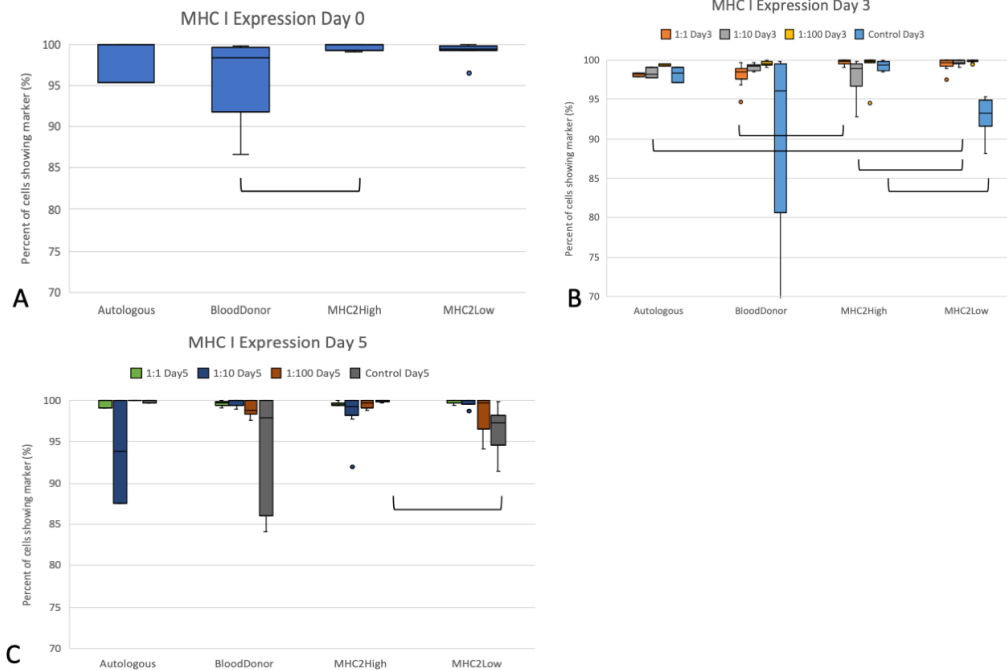 MHC I Expression Day 0
Percent of cells showing marker (%)
100
95
90
85
80
75
70
Autologous
BloodDonor
MHC2High
MHC2Low
A
MHC I Expression Day 3
1:1 Day3
1:10 Day3
1:100 Day3
Control Day3
Percent of cells showing marker (%)
100
95
90
85
80
75
70
Autologous
BloodDonor
MHC2High
MHC2Low
B
MHC I Expression Day 5
1:1 Day5
1:10 Day5
1:100 Day5
Control Day5
Percent of cells showing marker (%)
100
95
90
85
80
75
70
Autologous
BloodDonor
MHC2High
MHC2Low
C